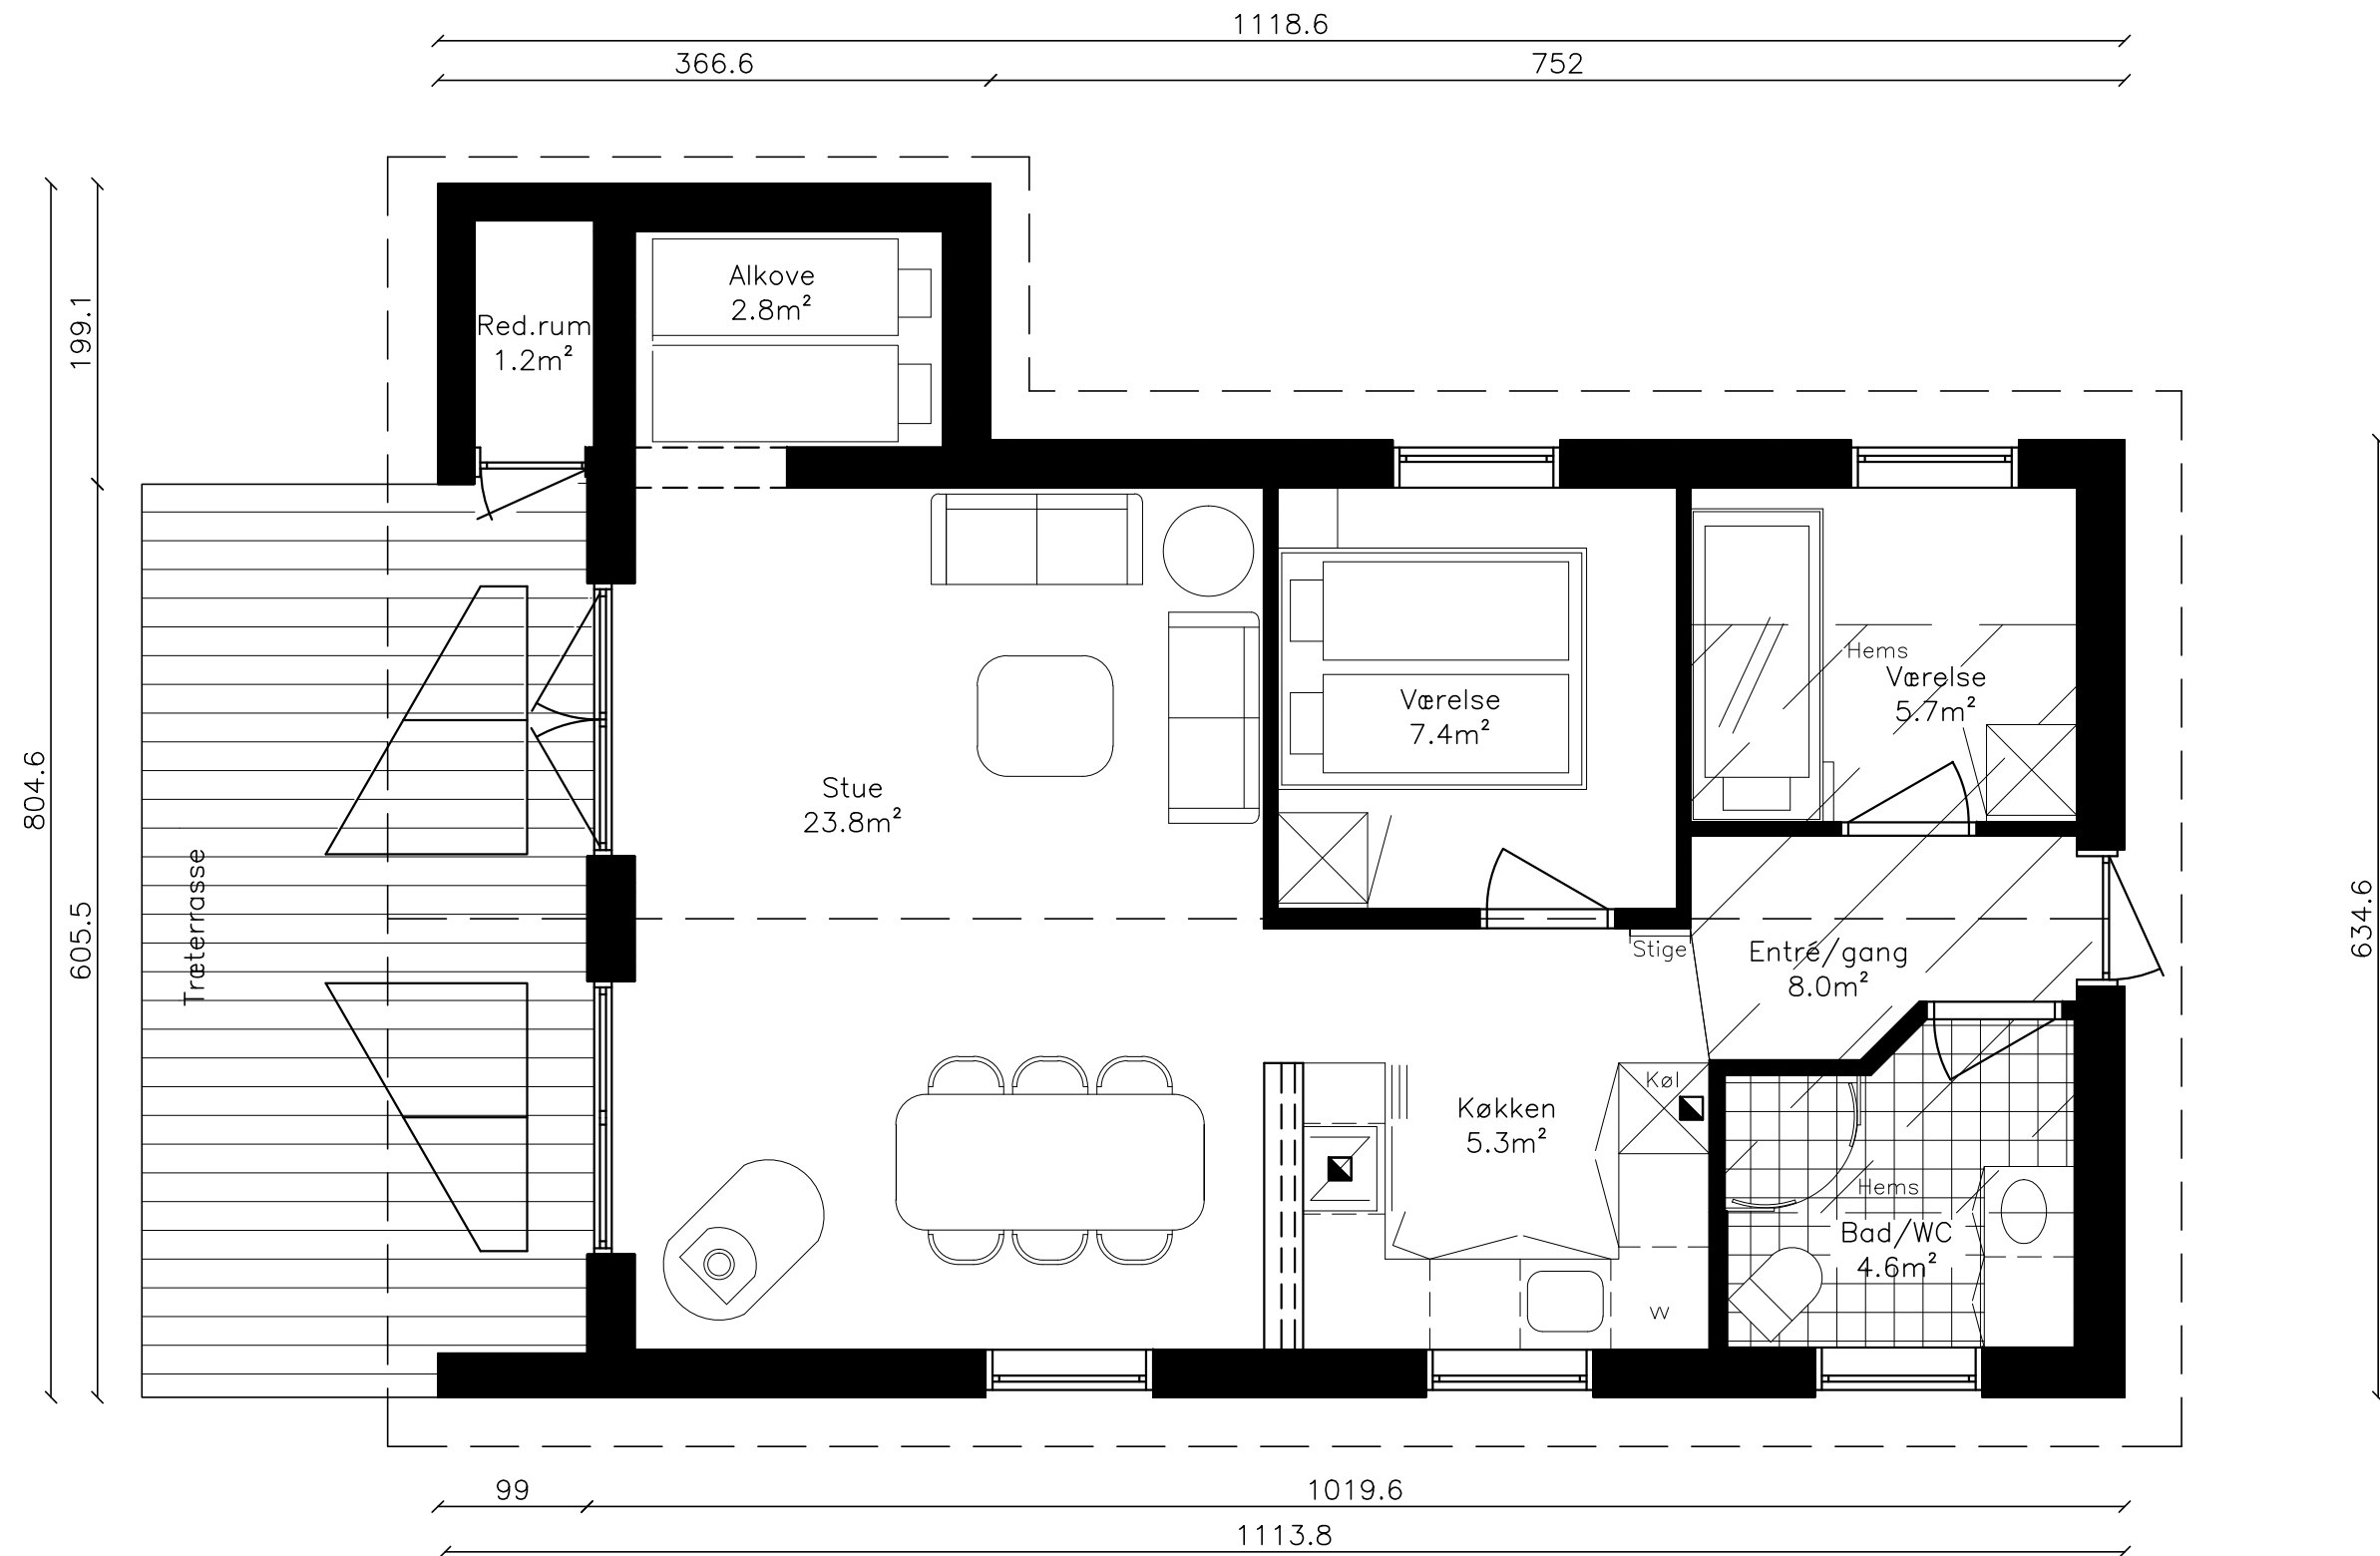 1118.6
366.6
752
Alkove
2.8m²
Red.rum
1.2m²
199.1
Hems
Værelse
5.7m²
Værelse
7.4m²
Stue
23.8m²
804.6
605.5
634.6
Træterrasse
Stige
Entré/gang
8.0m²
Køl
Køkken
5.3m²
Hems
Bad/WC
4.6m²
W
99
1019.6
1113.8